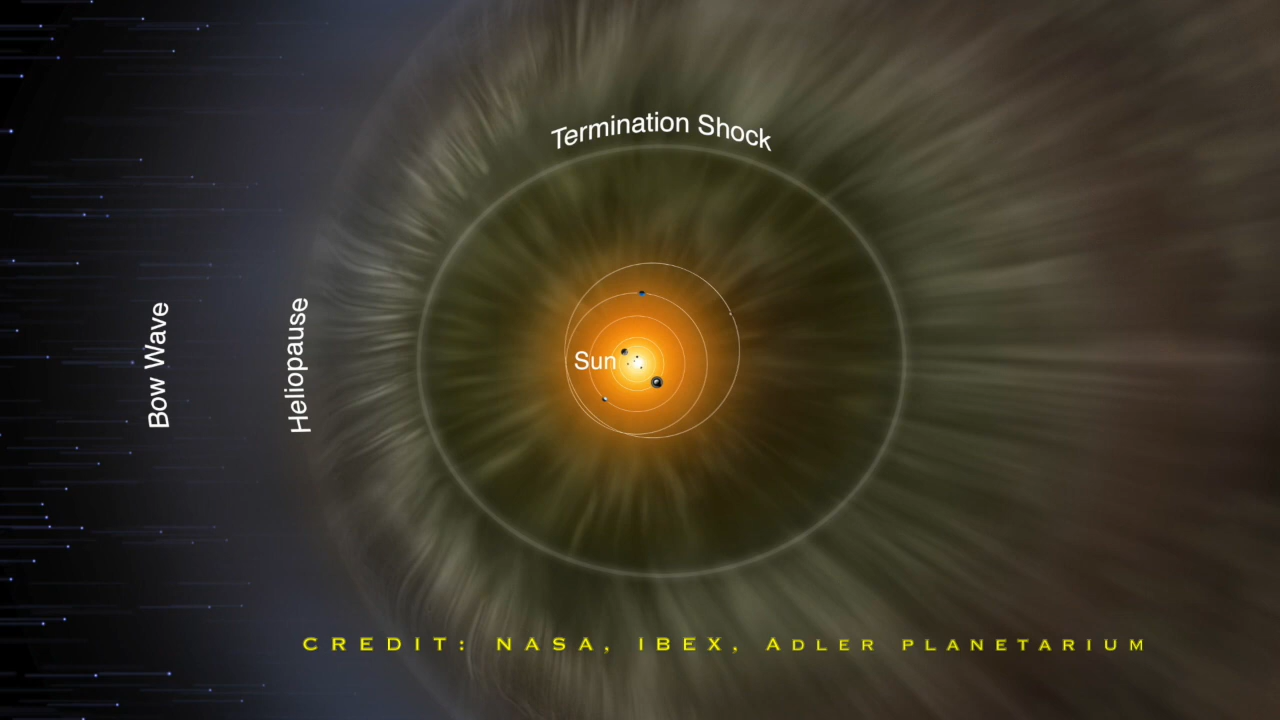 Termination Shock
Sun
Bow Wave
Heliopause
CREDIT: NASA, IBEX, ADLER PLANETARIUM